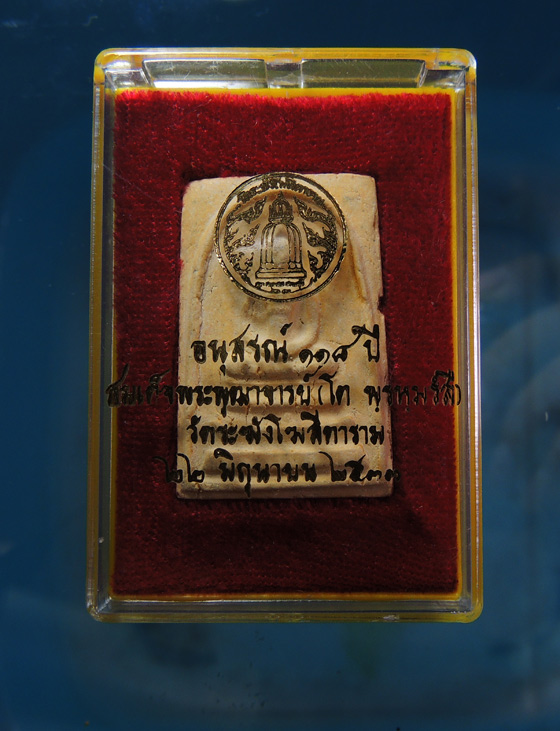 อนุสรณ์ ๑๑๘ ปี
สมเด็จพระพุฒาจารย์ (โต พฺรหฺมรํสี)
วัดระฆังโฆสิตาราม
๒๒ มิถุนายน ๒๕๓๓